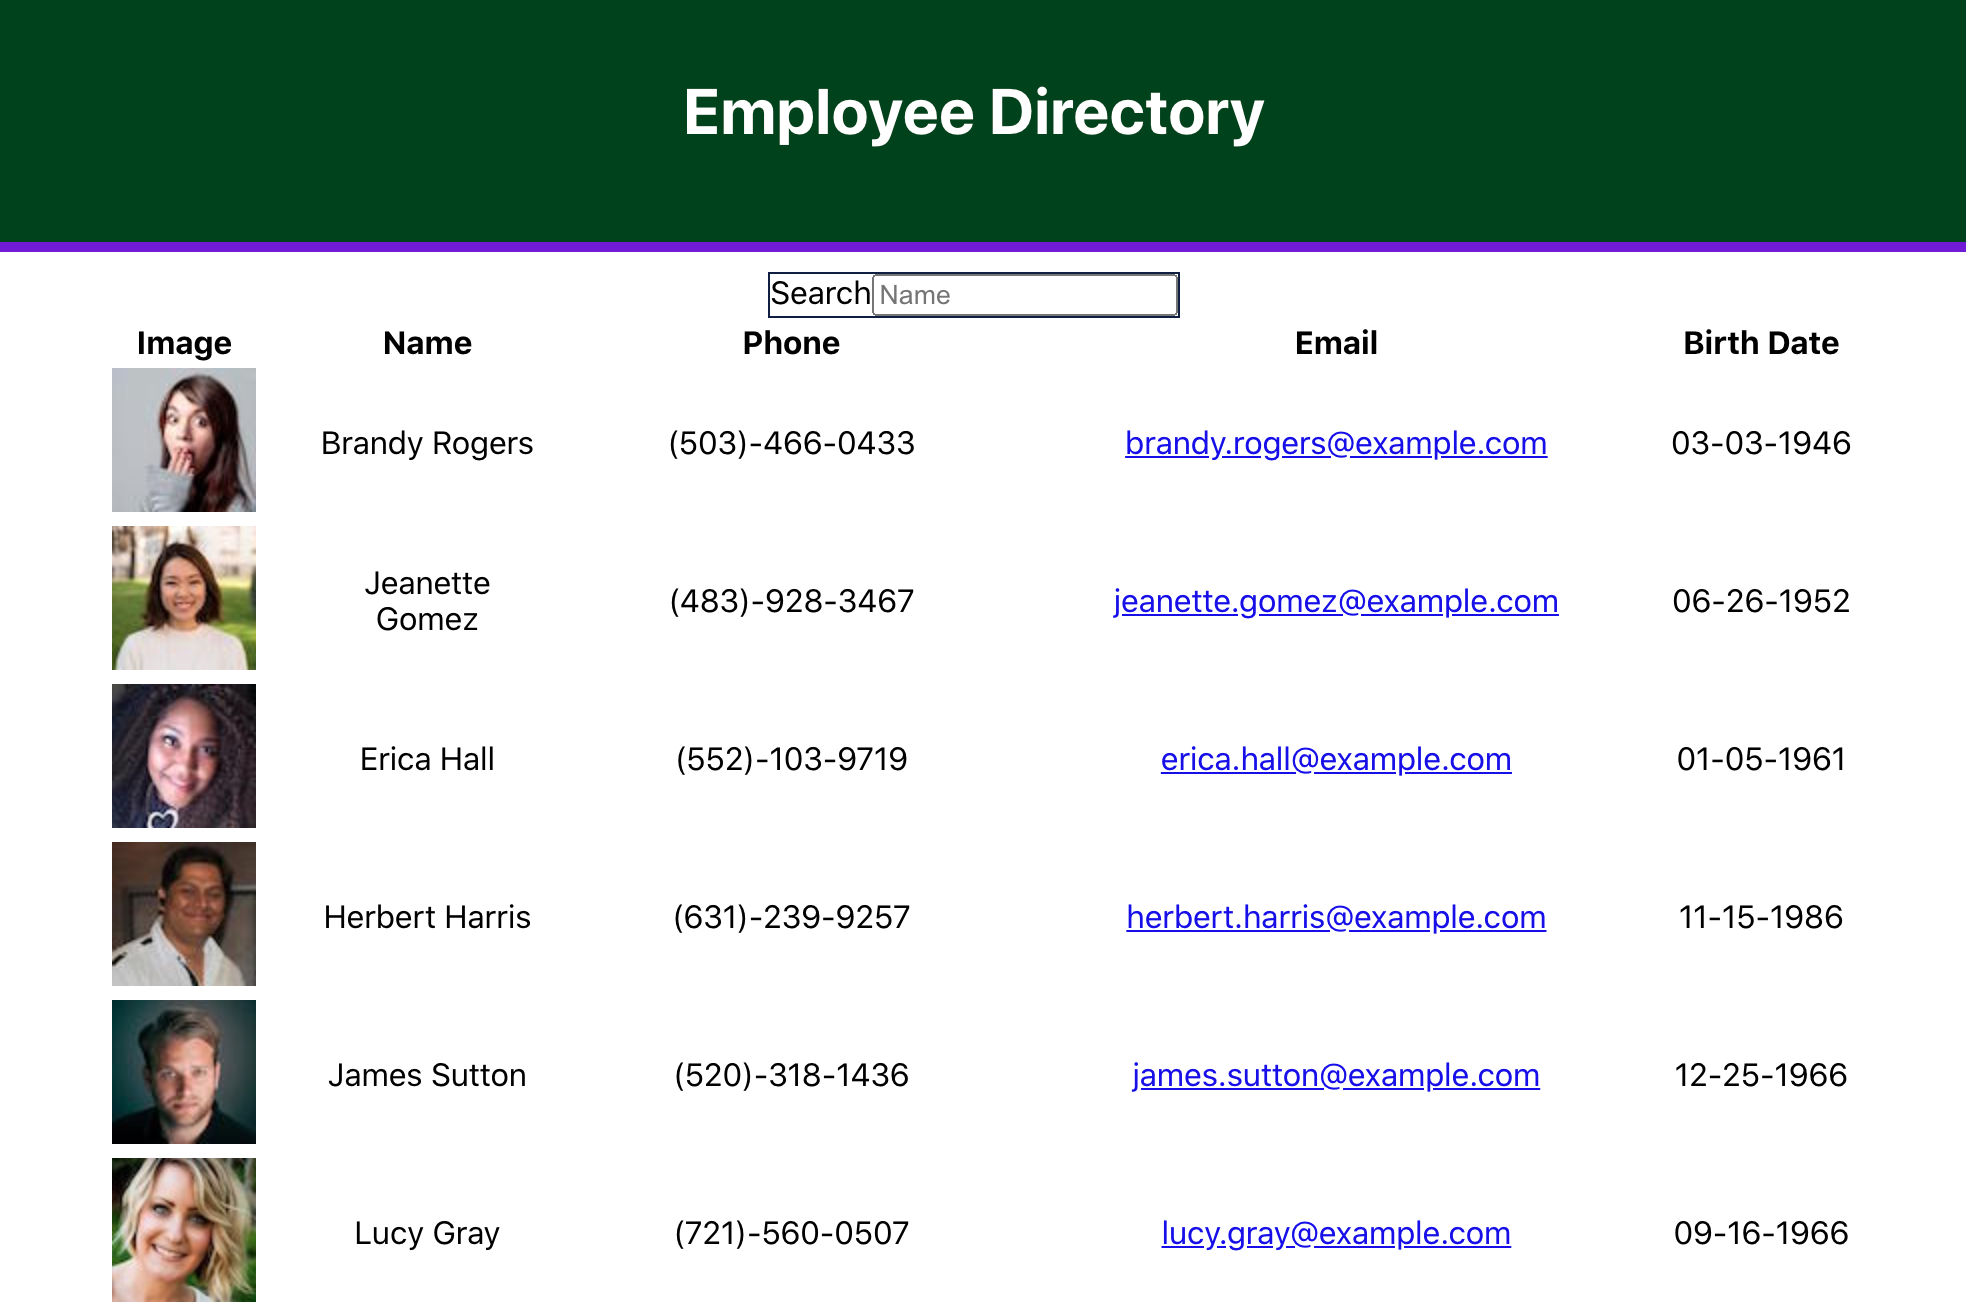 Employee Directory
Search Name
Image Name Phone Email Birth Date
Brandy Rogers (503)-466-0433 brandy.rogers@example.com 03-03-1946
Jeanette
Gomez (483)-928-3467 jeanette.gomez@example.com 06-26-1952
Erica Hall (552)-103-9719 erica.hall@example.com 01-05-1961
Herbert Harris (631)-239-9257 herbert.harris@example.com 11-15-1986
James Sutton (520)-318-1436 james.sutton@example.com 12-25-1966
Lucy Gray (721)-560-0507 lucy.gray@example.com 09-16-1966